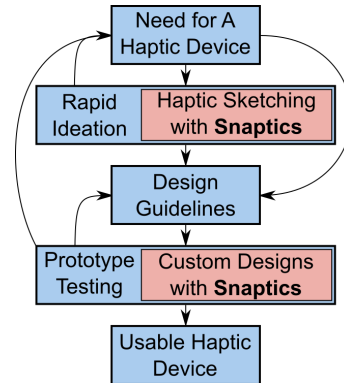 Need for A
Haptic Device
Rapid
Ideation
Haptic Sketching
with Snaptics
Design
Guidelines
Prototype
Testing
Custom Designs
with Snaptics
Usable Haptic
Device